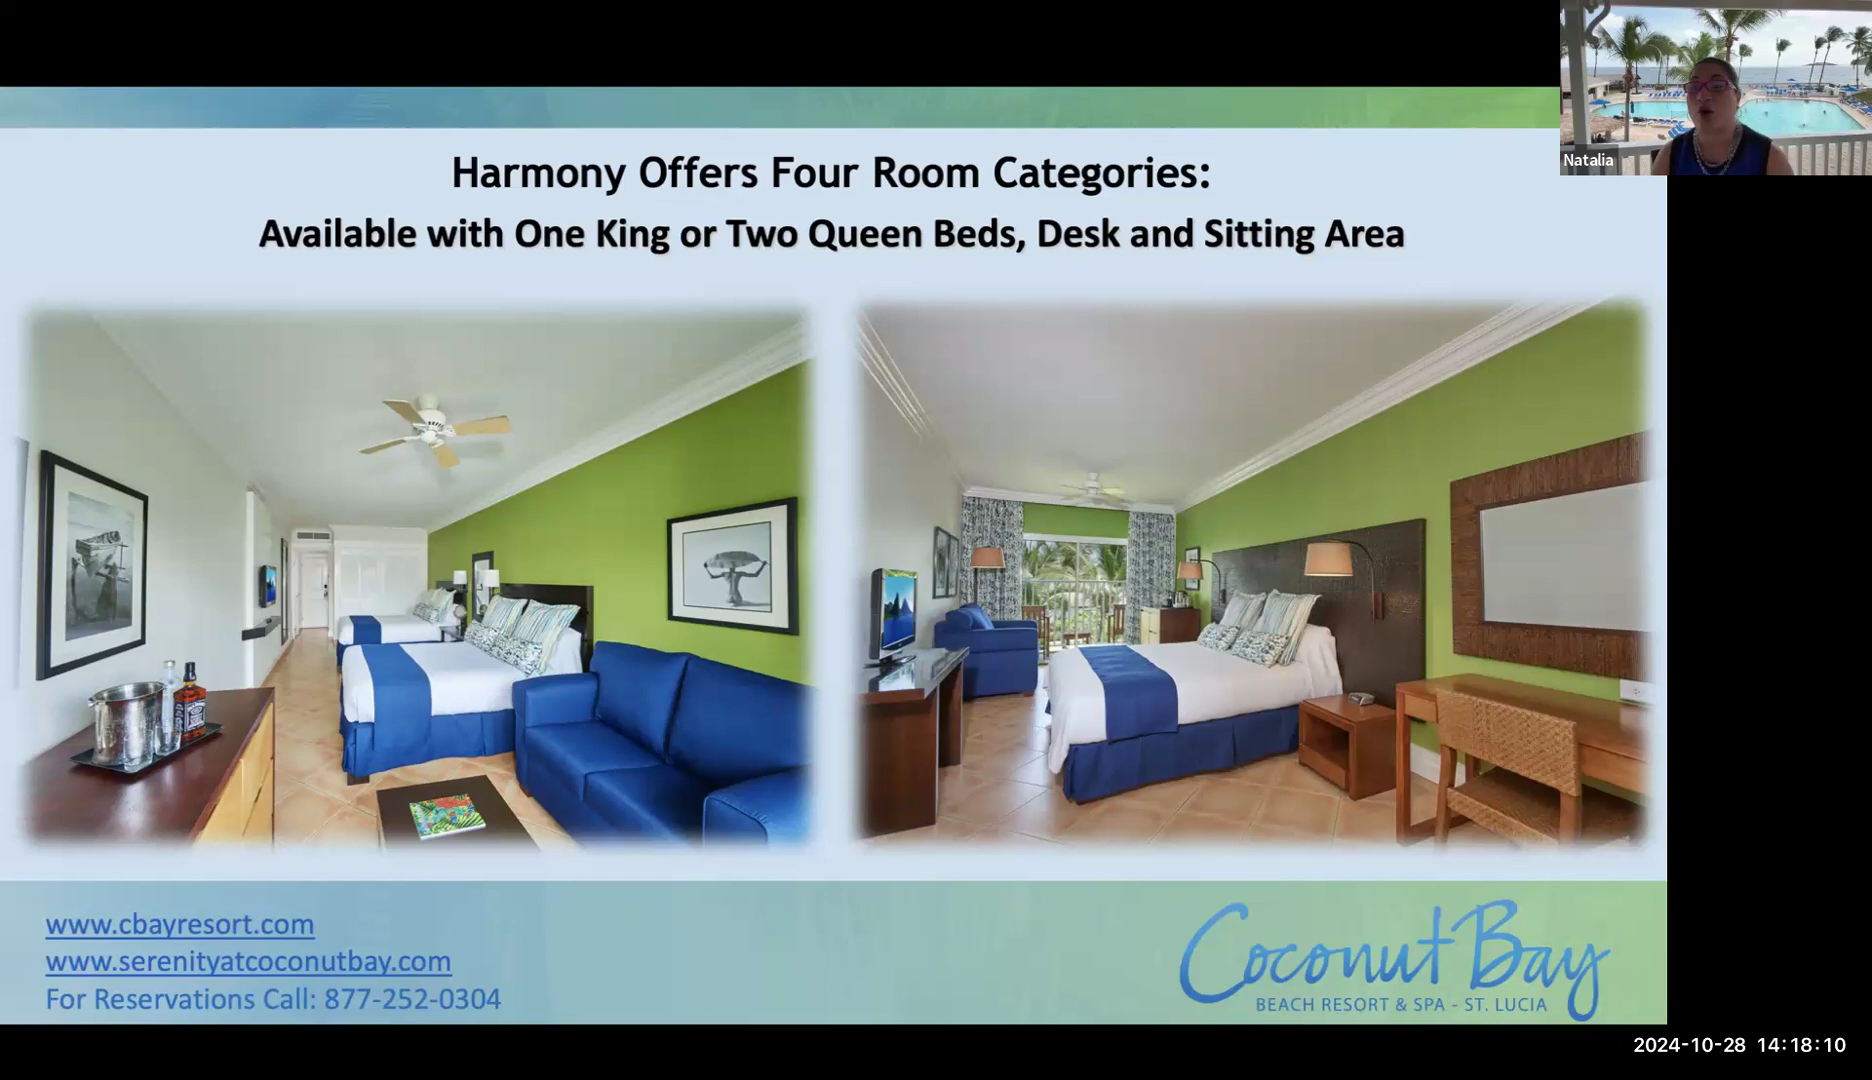 Natalia
Harmony Offers Four Room Categories:
Available with One King or Two Queen Beds, Desk and Sitting Area
www.cbayresort.com
www.serenityatcoconutbay.com
For Reservations Call: 877-252-0304
Coconut Bay
BEACH RESORT & SPA - ST. LUCIA
2024-10-28 14:18:10